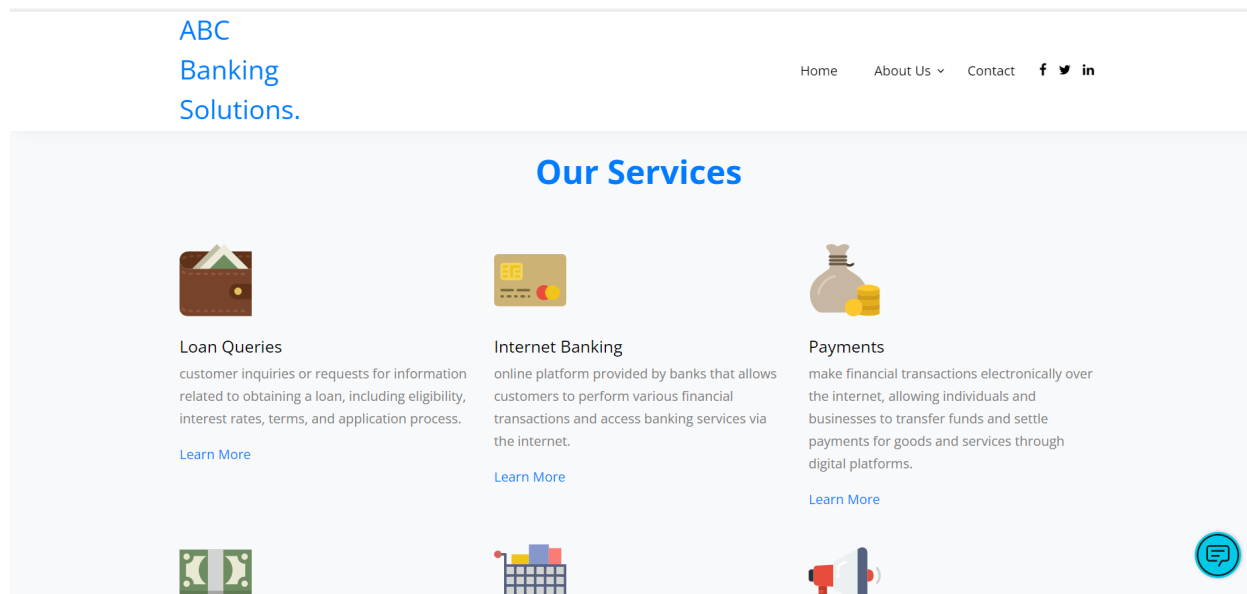 ABC
Banking
Solutions.
Home
About Us
Contact
Our Services
Loan Queries
customer inquiries or requests for information
related to obtaining a loan, including eligibility,
interest rates, terms, and application process.
Learn More
Internet Banking
online platform provided by banks that allows
customers to perform various financial
transactions and access banking services via
the internet.
Learn More
Payments
make financial transactions electronically over
the internet, allowing individuals and
businesses to transfer funds and settle
payments for goods and services through
digital platforms.
Learn More